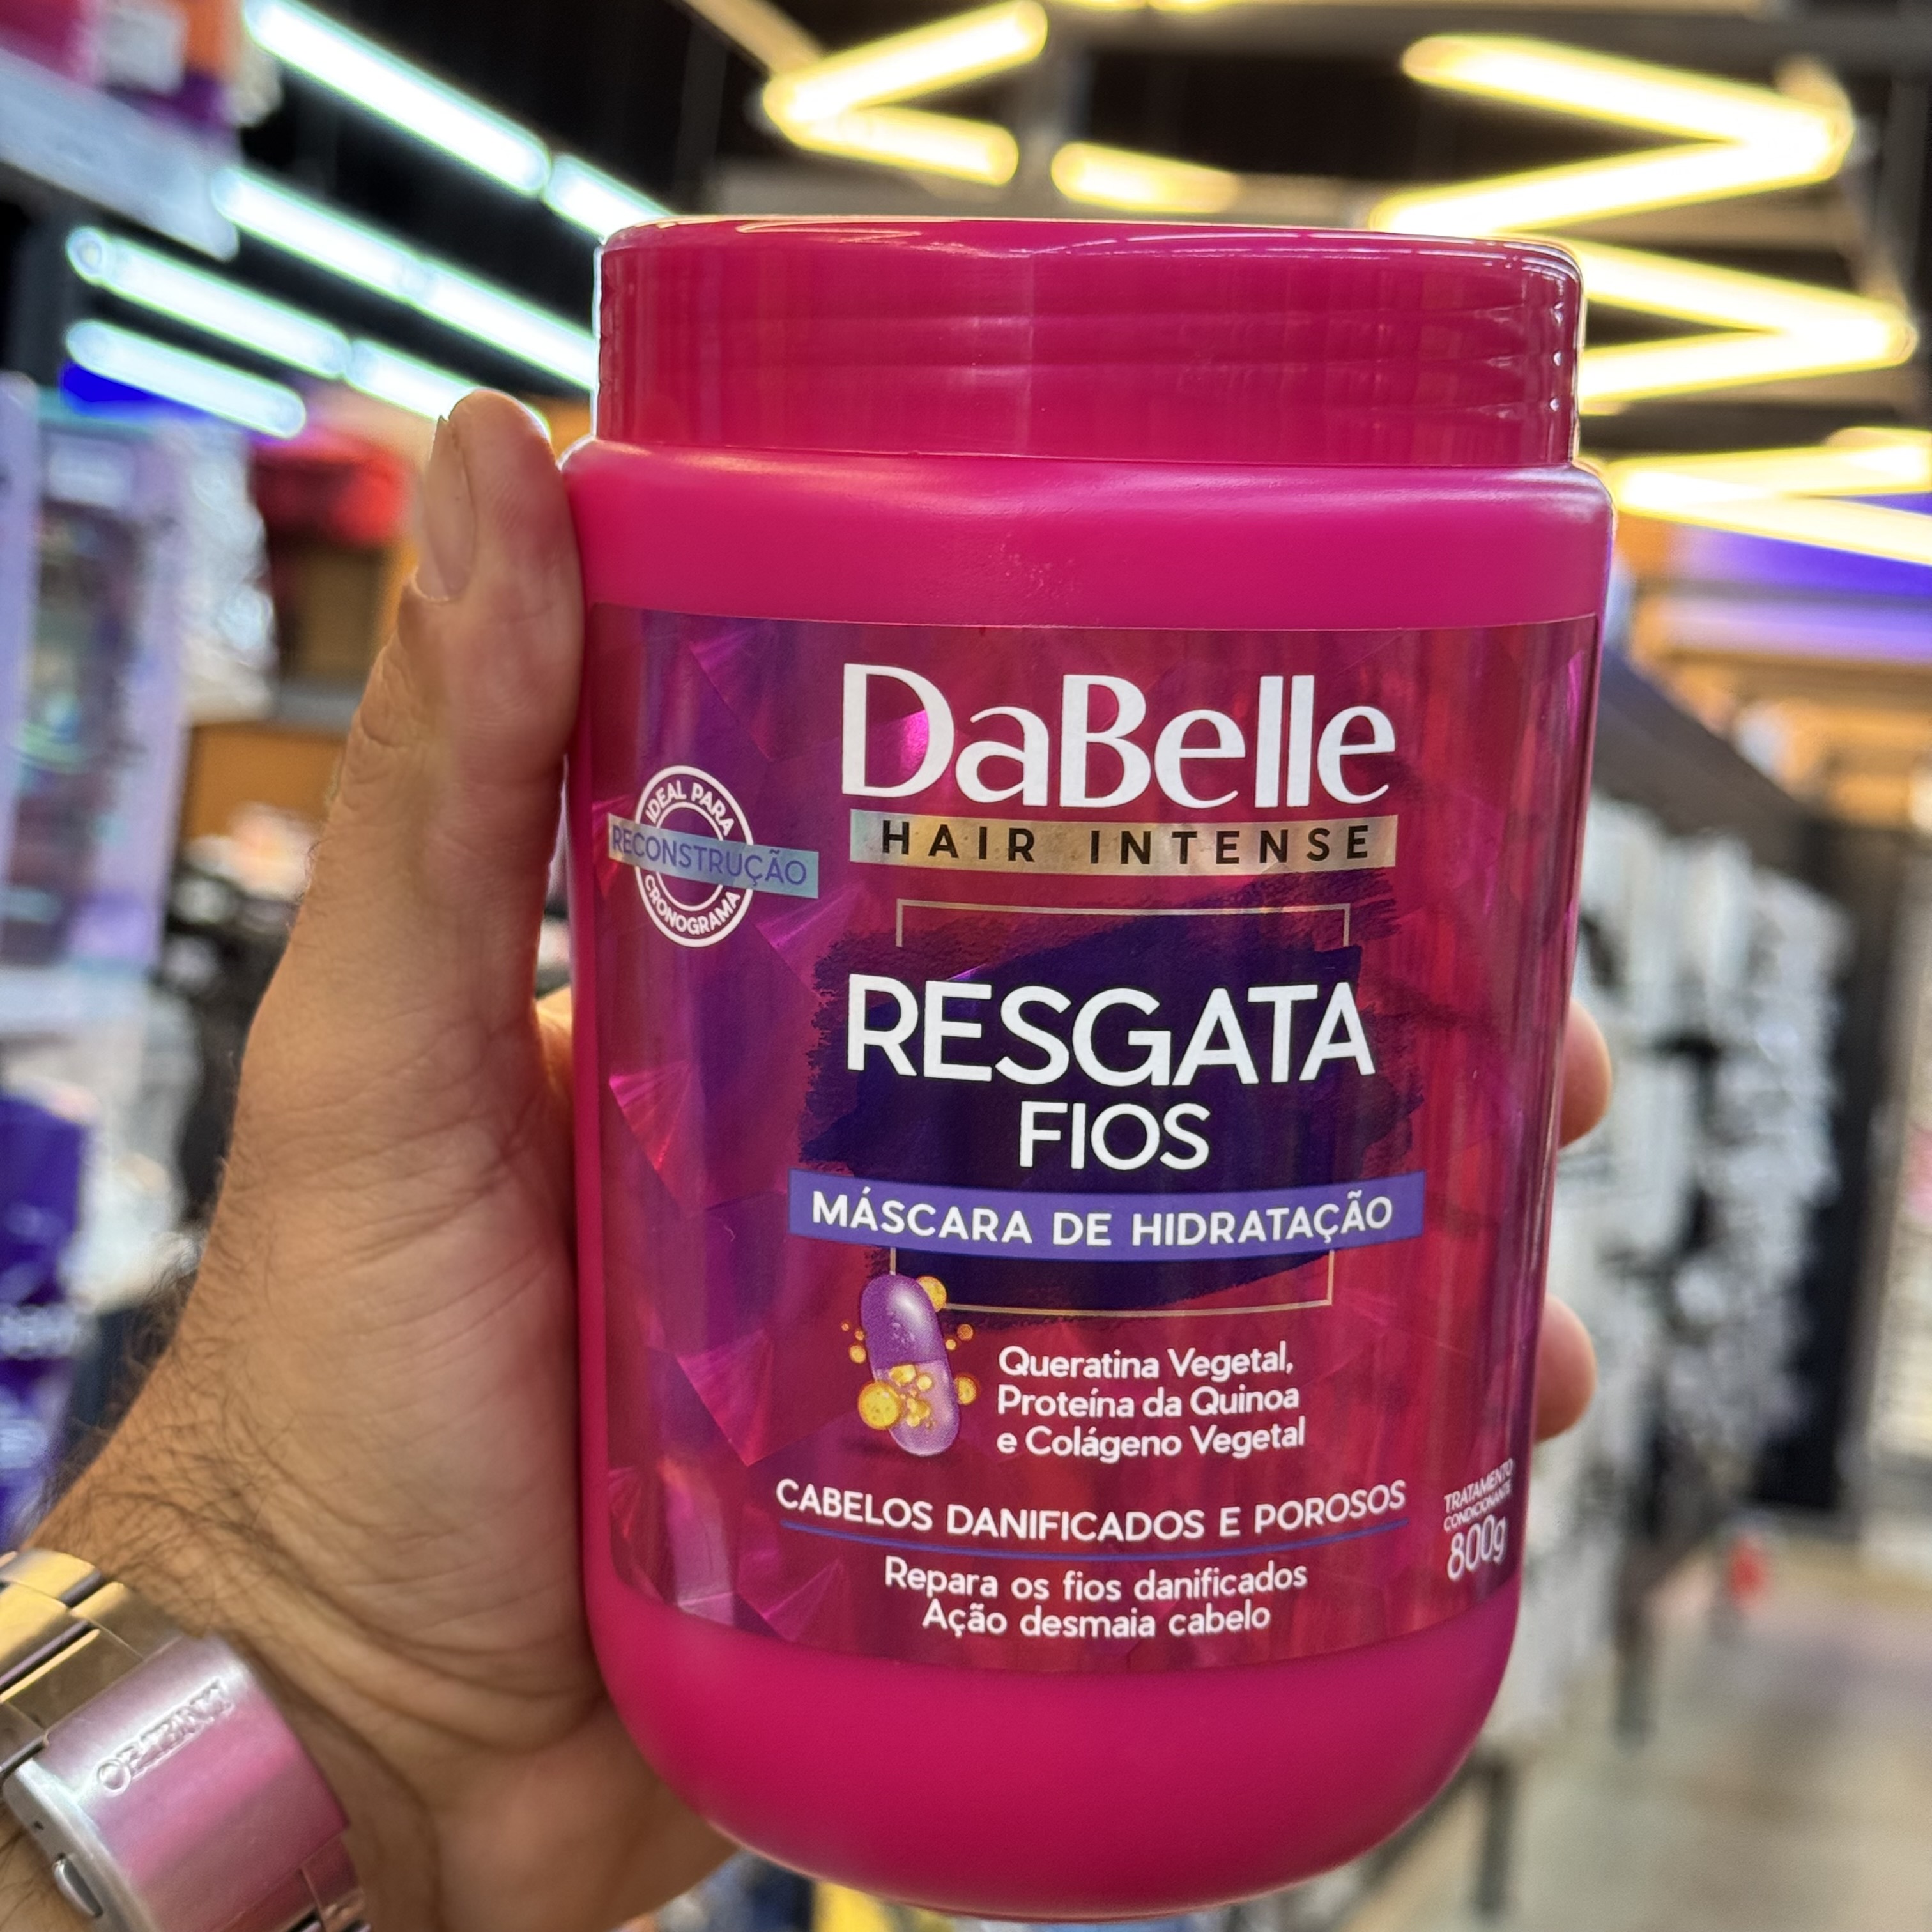 DaBelle
HAIR INTENSE
IDEAL PARA
RECONSTRUÇÃO
CRONOGRAMA
RESGATA
FIOS
MÁSCARA DE HIDRATAÇÃO
Queratina Vegetal,
Proteína da Quinoa
e Colágeno Vegetal
CABELOS DANIFICADOS E POROSOS
Repara os fios danificados
Ação desmaia cabelo
TRATAMENTO
CONDICIONANTE
800g
ORIENT